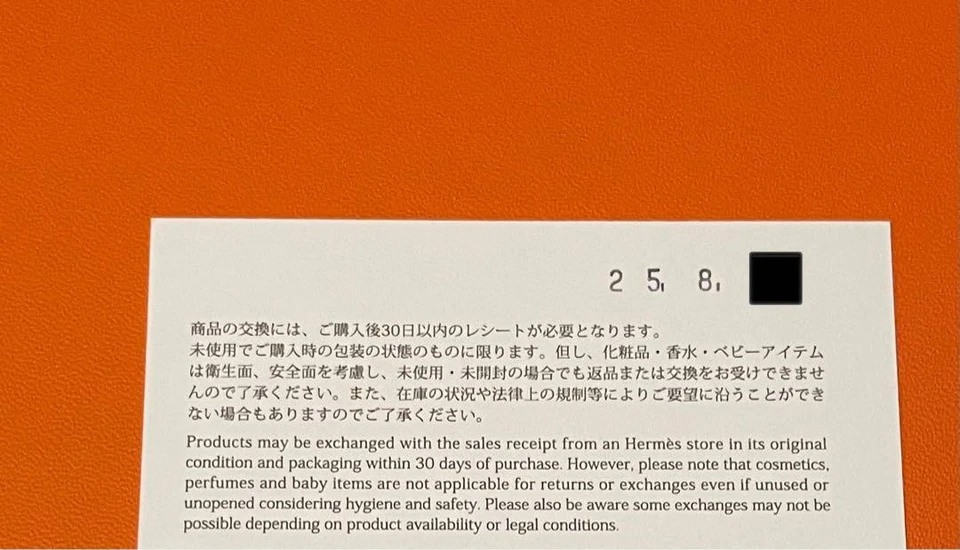 25. 8.
商品の交換には、ご購入後30日以内のレシートが必要となります。
未使用でご購入時の包装の状態のものに限ります。但し、化粧品・香水・ベビーアイテム
は衛生面、安全面を考慮し、未使用・未開封の場合でも返品または交換をお受けできませ
んので了承ください。また、在庫の状況や法律上の規制等によりご要望に沿うことができ
ない場合もありますのでご了承ください。
Products may be exchanged with the sales receipt from an Hermès store in its original
condition and packaging within 30 days of purchase. However, please note that cosmetics,
perfumes and baby items are not applicable for returns or exchanges even if unused or
unopened considering hygiene and safety. Please also be aware some exchanges may not be
possible depending on product availability or legal conditions.